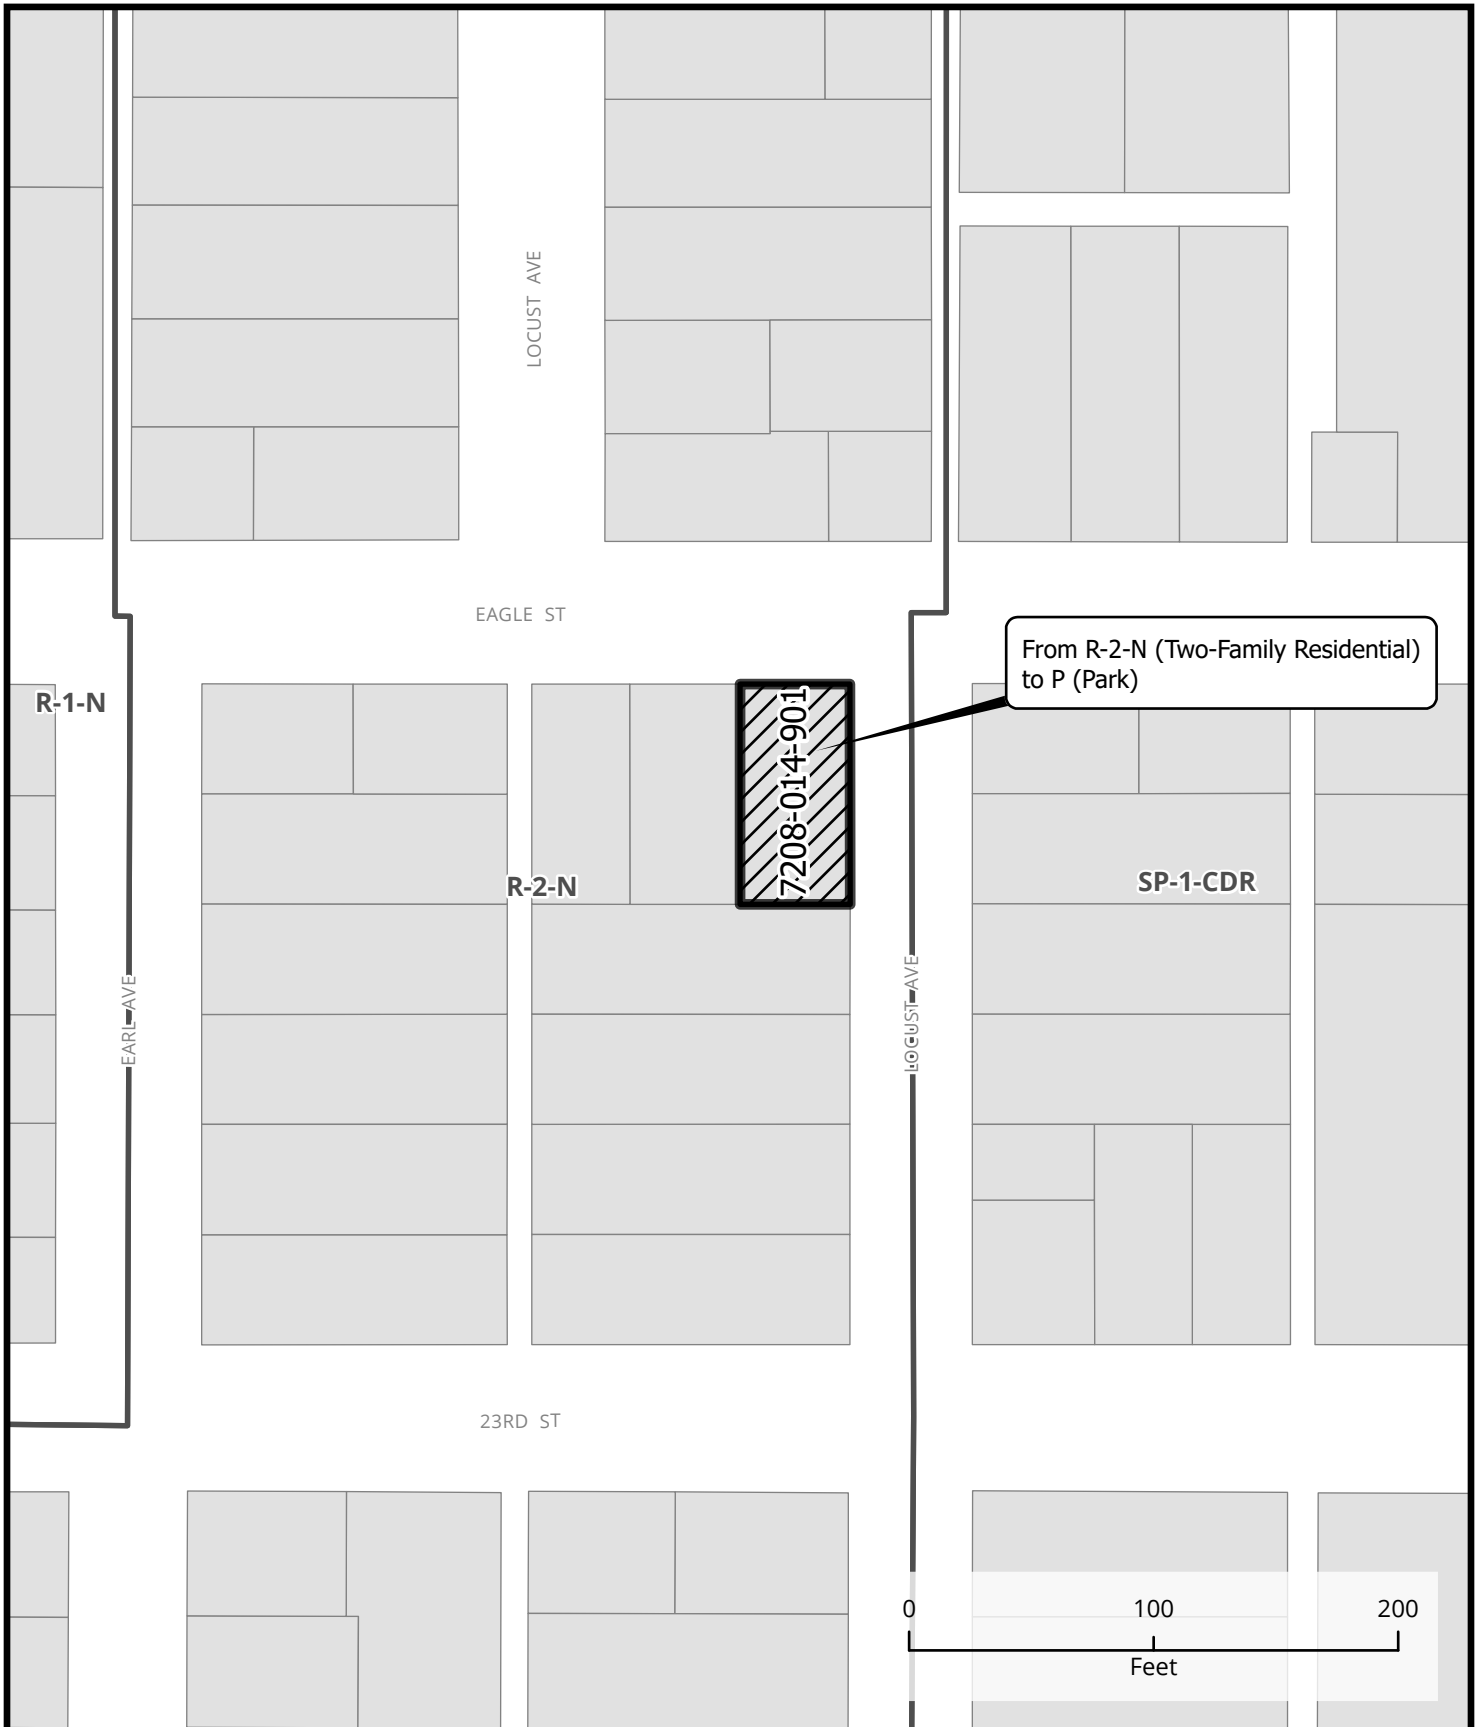 LOCUST AVE
EAGLE ST
From R-2-N (Two-Family Residential)
to P (Park)
R-1-N
7208-014-901
R-2-N
SP-1-CDR
EARL AVE
LOCUST AVE
23RD ST
0 100 200
Feet